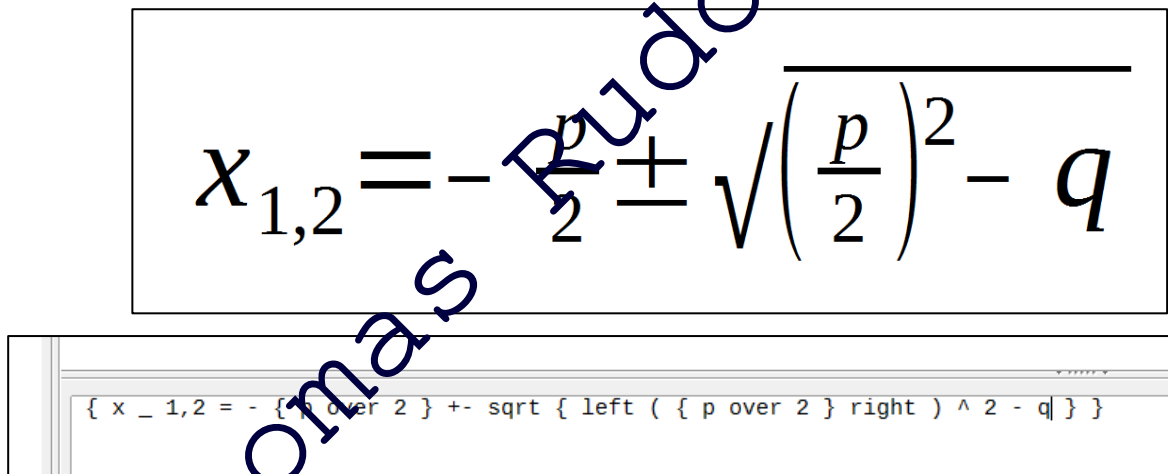 x₁,₂ = − p/2 ± √((p/2)² − q)
{ x _ 1,2 = - { p over 2 } +- sqrt { left ( { p over 2 } right ) ^ 2 - q } }
omas Rudo